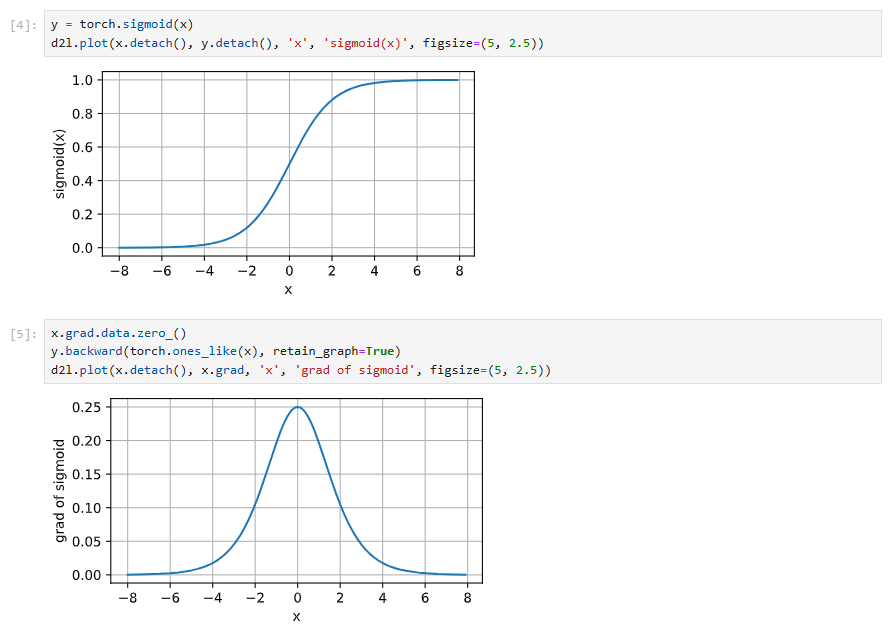 [4]:
y = torch.sigmoid(x)
d2l.plot(x.detach(), y.detach(), 'x', 'sigmoid(x)', figsize=(5, 2.5))
1.0
0.8
0.6
0.4
0.2
0.0
sigmoid(x)
−8 −6 −4 −2 0 2 4 6 8
x
[5]:
x.grad.data.zero_()
y.backward(torch.ones_like(x), retain_graph=True)
d2l.plot(x.detach(), x.grad, 'x', 'grad of sigmoid', figsize=(5, 2.5))
0.25
0.20
0.15
0.10
0.05
0.00
grad of sigmoid
−8 −6 −4 −2 0 2 4 6 8
x